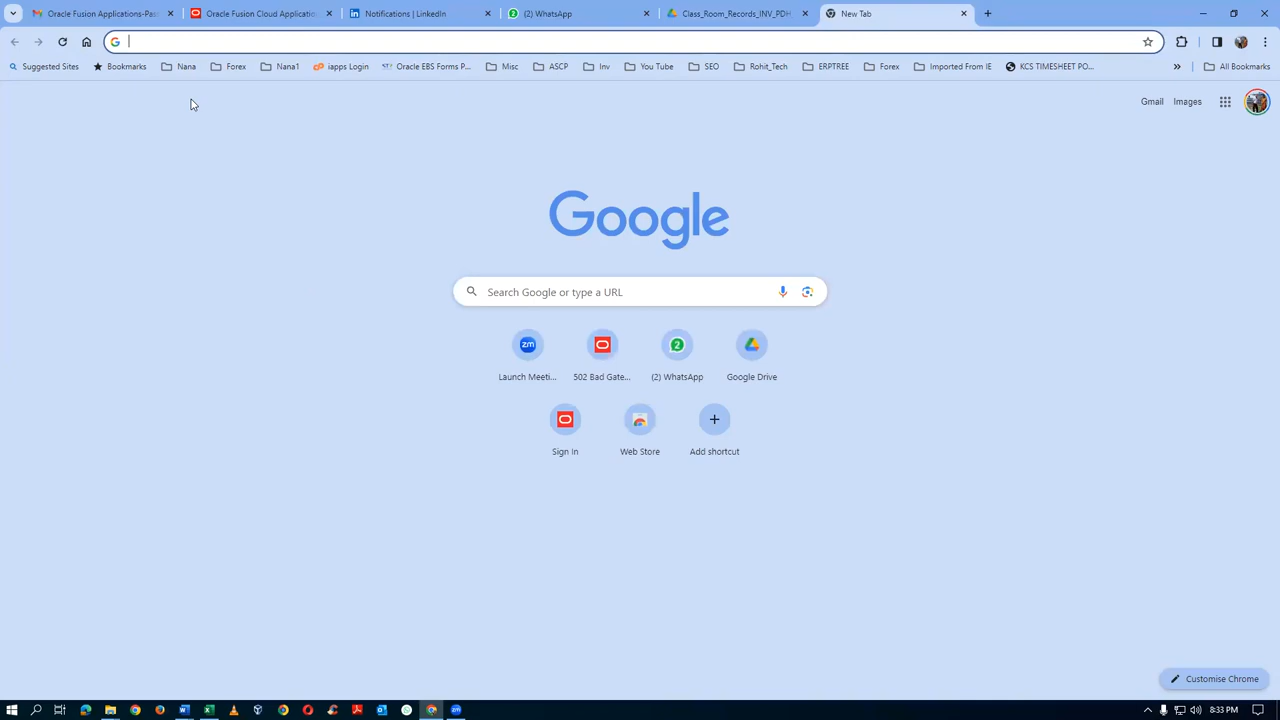 Oracle Fusion Applications-Pas
Oracle Fusion Cloud Application
Notifications | LinkedIn
(2) WhatsApp
Class_Room_Records_INV_PDH
New Tab
Suggested Sites
Bookmarks
Nana
Forex
Nana1
iapps Login
Oracle EBS Forms P...
Misc
ASCP
Inv
You Tube
SEO
Rohit_Tech
ERPTREE
Forex
Imported From IE
KCS TIMESHEET PO...
»
All Bookmarks
Gmail
Images
Google
Search Google or type a URL
zm
2
Launch Meeti...
502 Bad Gate...
(2) WhatsApp
Google Drive
Sign In
Web Store
Add shortcut
Customise Chrome
8:33 PM